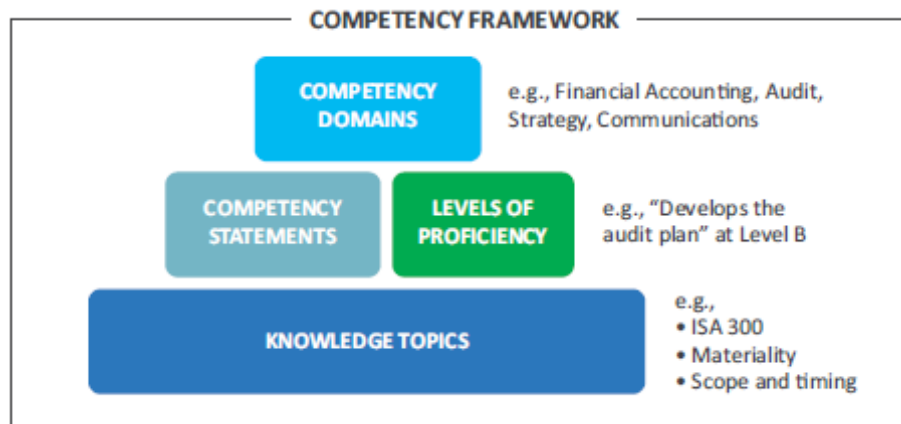 COMPETENCY FRAMEWORK
COMPETENCY
DOMAINS
e.g., Financial Accounting, Audit,
Strategy, Communications
COMPETENCY
STATEMENTS
LEVELS OF
PROFICIENCY
e.g., “Develops the
audit plan” at Level B
KNOWLEDGE TOPICS
e.g.,
• ISA 300
• Materiality
• Scope and timing